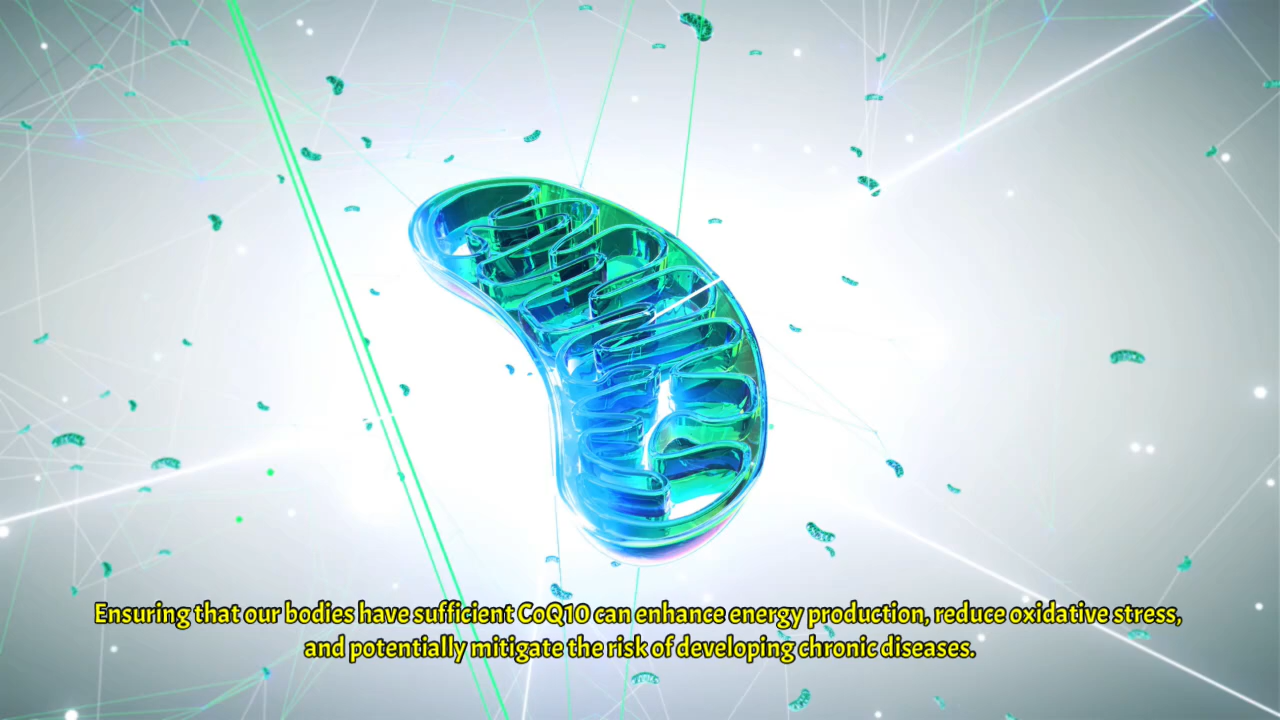 Ensuring that our bodies have sufficient CoQ10 can enhance energy production, reduce oxidative stress,
and potentially mitigate the risk of developing chronic diseases.